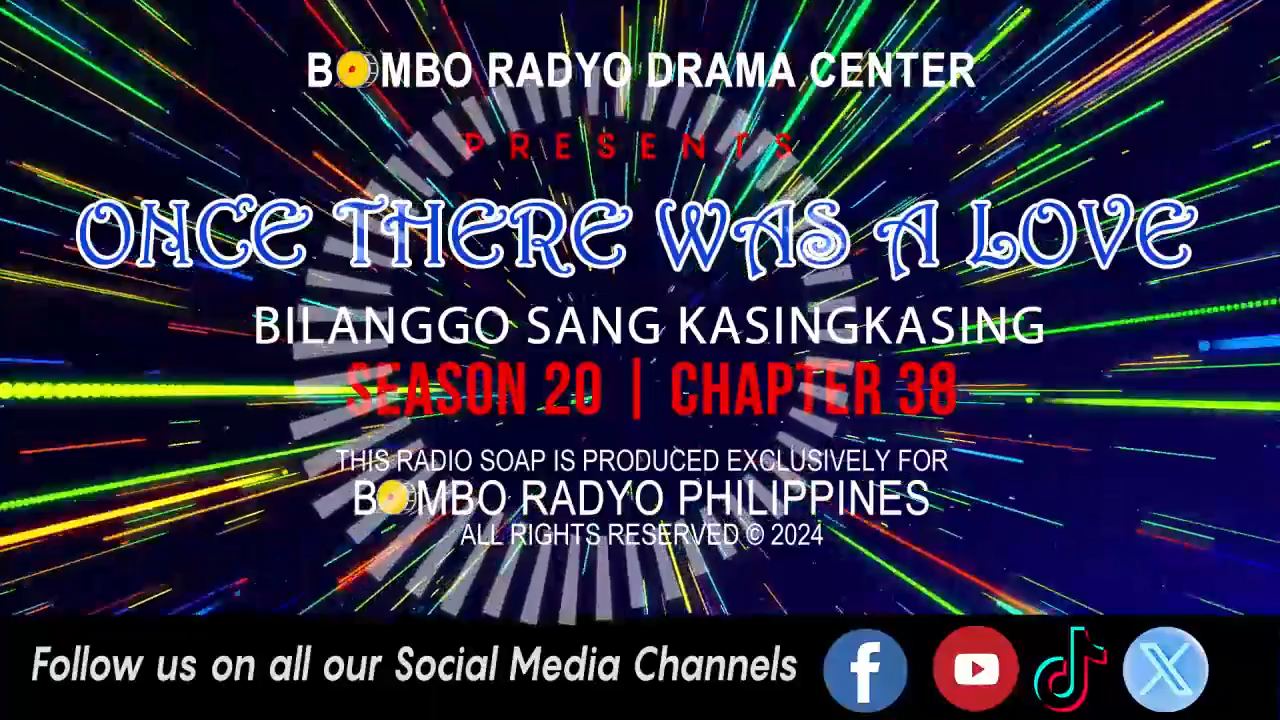 BOMBO RADYO DRAMA CENTER
PRESENTS
ONCE THERE WAS A LOVE
BILANGGO SANG KASINGKASING
SEASON 20 | CHAPTER 38
THIS RADIO SOAP IS PRODUCED EXCLUSIVELY FOR
BOMBO RADYO PHILIPPINES
ALL RIGHTS RESERVED © 2024
Follow us on all our Social Media Channels